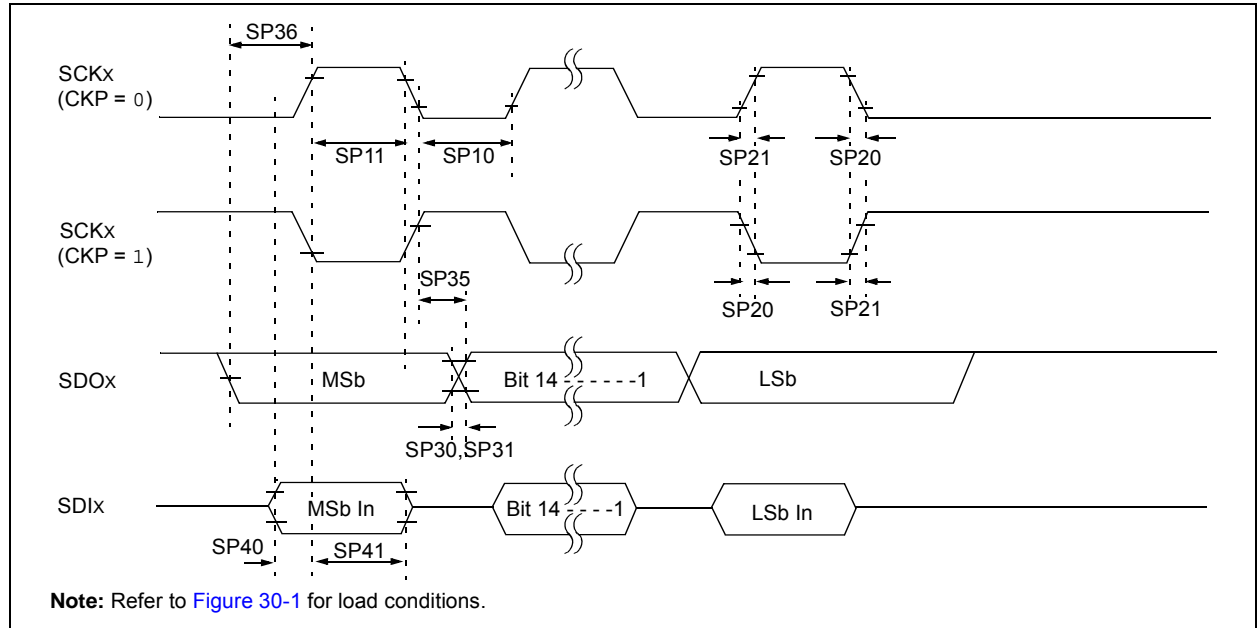 SP36
SCKx
(CKP = 0)
SP11
SP10
SP21
SP20
SCKx
(CKP = 1)
SP35
SP20
SP21
SDOx
MSb
Bit 14 - - - - - -1
LSb
SP30,SP31
SDIx
MSb In
Bit 14 - - - -1
LSb In
SP40
SP41
Note: Refer to Figure 30-1 for load conditions.